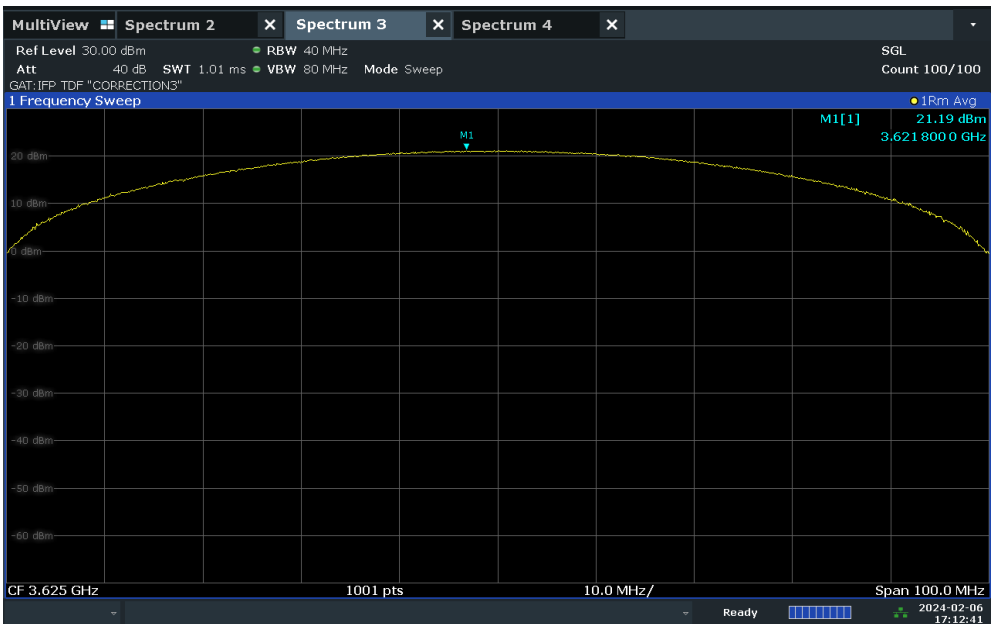 MultiView Spectrum 2 X Spectrum 3 X Spectrum 4 X
Ref Level 30.00 dBm RBW 40 MHz SGL
Att 40 dB SWT 1.01 ms VBW 80 MHz Mode Sweep Count 100/100
GAT:IFP TDF "CORRECTION3"
1 Frequency Sweep 1Rm Avg
M1[1] 21.19 dBm
3.6218000 GHz
M1
20 dBm
10 dBm
0 dBm
-10 dBm
-20 dBm
-30 dBm
-40 dBm
-50 dBm
-60 dBm
CF 3.625 GHz 1001 pts 10.0 MHz/ Span 100.0 MHz
Ready 2024-02-06
17:12:41